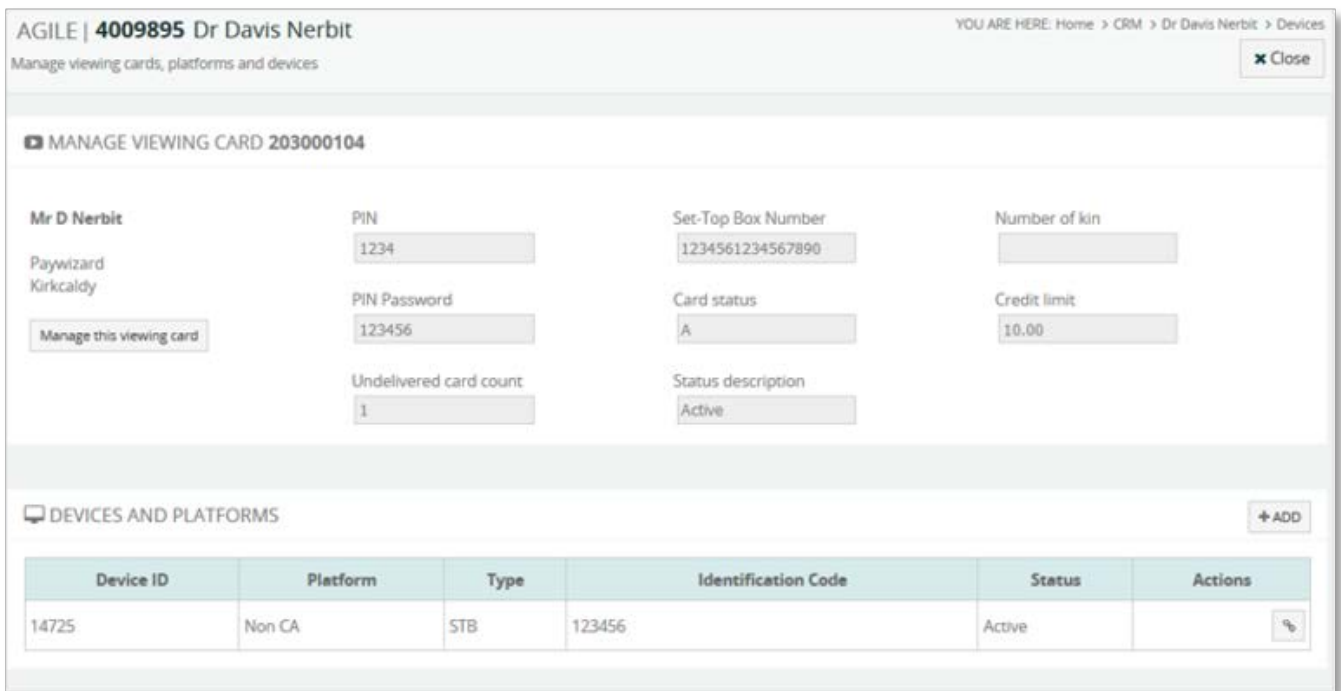 AGILE | 4009895 Dr Davis Nerbit
YOU ARE HERE: Home > CRM > Dr Davis Nerbit > Devices
Manage viewing cards, platforms and devices
✖ Close
MANAGE VIEWING CARD 203000104
Mr D Nerbit
Paywizard
Kirkcaldy
Manage this viewing card
PIN
1234
PIN Password
123456
Undelivered card count
1
Set-Top Box Number
1234561234567890
Card status
A
Status description
Active
Number of kin
Credit limit
10.00
DEVICES AND PLATFORMS
+ ADD
Device ID Platform Type Identification Code Status Actions
14725 Non CA STB 123456 Active